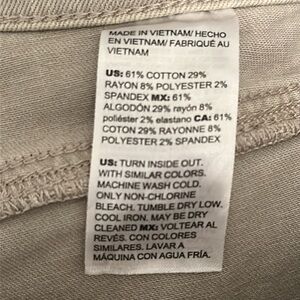 MADE IN VIETNAM/ HECHO
EN VIETNAM/ FABRIQUÉ AU
VIETNAM
US: 61% COTTON 29%
RAYON 8% POLYESTER 2%
SPANDEX MX: 61%
ALGODÓN 29% rayón 8%
poliéster 2% elastano CA: 61%
COTON 29% RAYONNE 8%
POLYESTER 2% SPANDEX
US: TURN INSIDE OUT.
WITH SIMILAR COLORS.
MACHINE WASH COLD.
ONLY NON-CHLORINE
BLEACH. TUMBLE DRY LOW.
COOL IRON. MAY BE DRY
CLEANED MX: VOLTEAR AL
REVÉS. CON COLORES
SIMILARES. LAVAR A
MÁQUINA CON AGUA FRÍA.